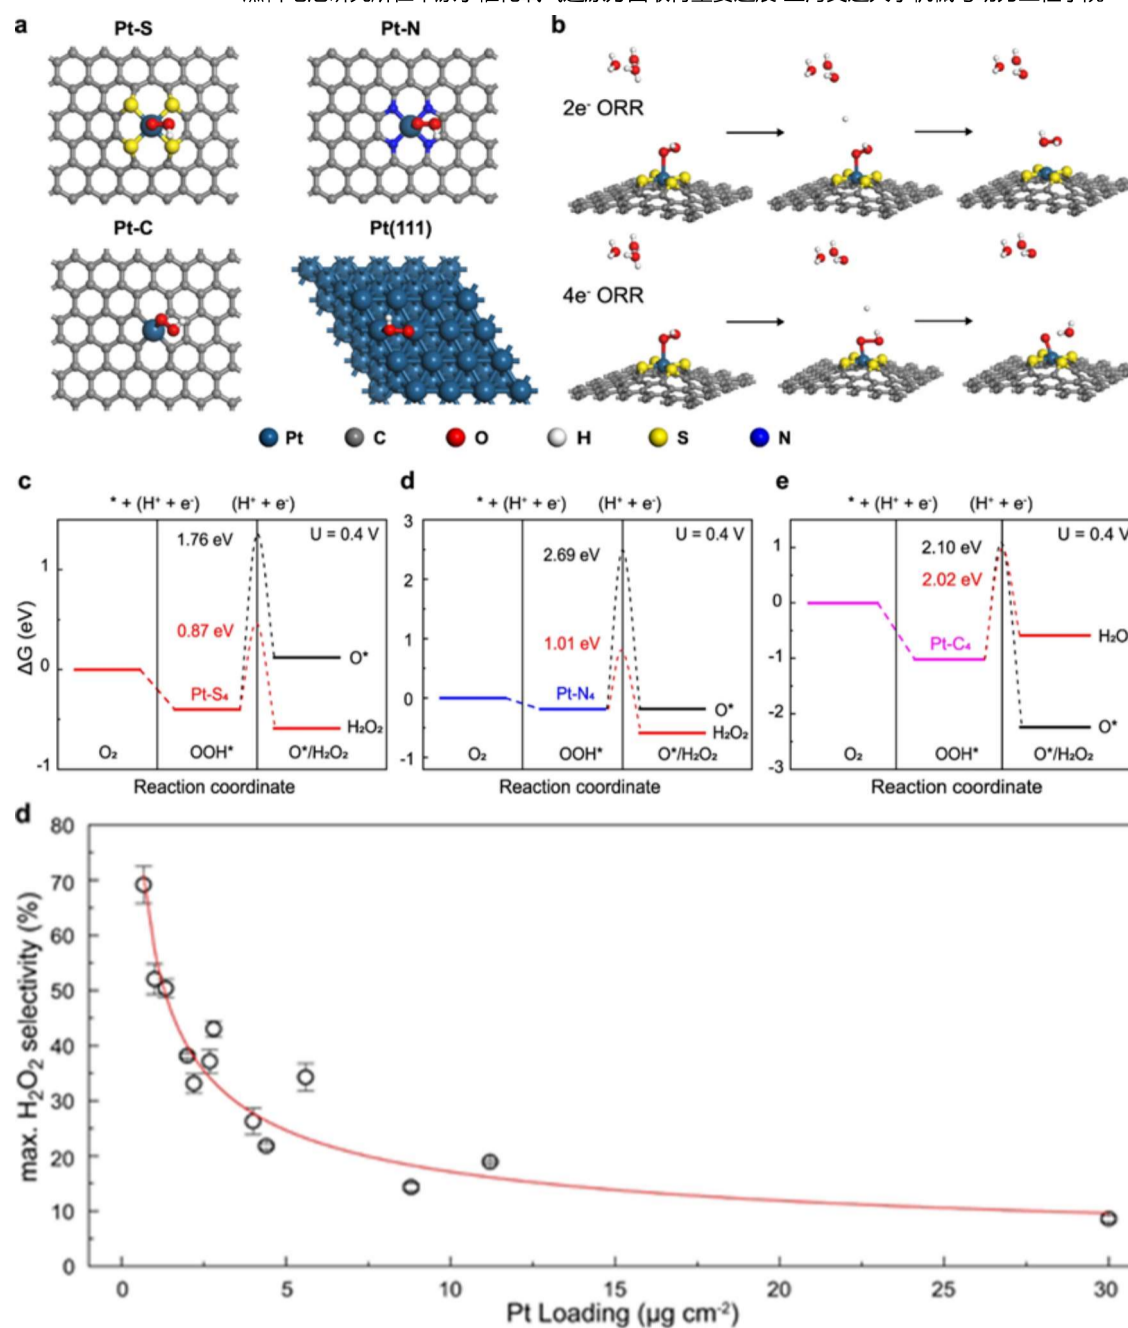 a
Pt-S
Pt-N
b
2e⁻ ORR
Pt-C
Pt(111)
4e⁻ ORR
Pt
C
O
H
S
N
c
* + (H⁺ + e⁻)
(H⁺ + e⁻)
U = 0.4 V
1.76 eV
0.87 eV
Pt-S₄
O*
H₂O₂
1
0
-1
ΔG (eV)
O₂
OOH*
O*/H₂O₂
Reaction coordinate
d
* + (H⁺ + e⁻)
(H⁺ + e⁻)
U = 0.4 V
2.69 eV
1.01 eV
Pt-N₄
O*
H₂O₂
3
2
1
0
-1
O₂
OOH*
O*/H₂O₂
Reaction coordinate
e
* + (H⁺ + e⁻)
(H⁺ + e⁻)
U = 0.4 V
2.10 eV
2.02 eV
Pt-C₄
H₂O
O*
1
0
-1
-2
-3
O₂
OOH*
O*/H₂O₂
Reaction coordinate
d
80
70
60
50
40
30
20
10
0
max. H₂O₂ selectivity (%)
0
5
10
15
20
25
30
Pt Loading (µg cm⁻²)